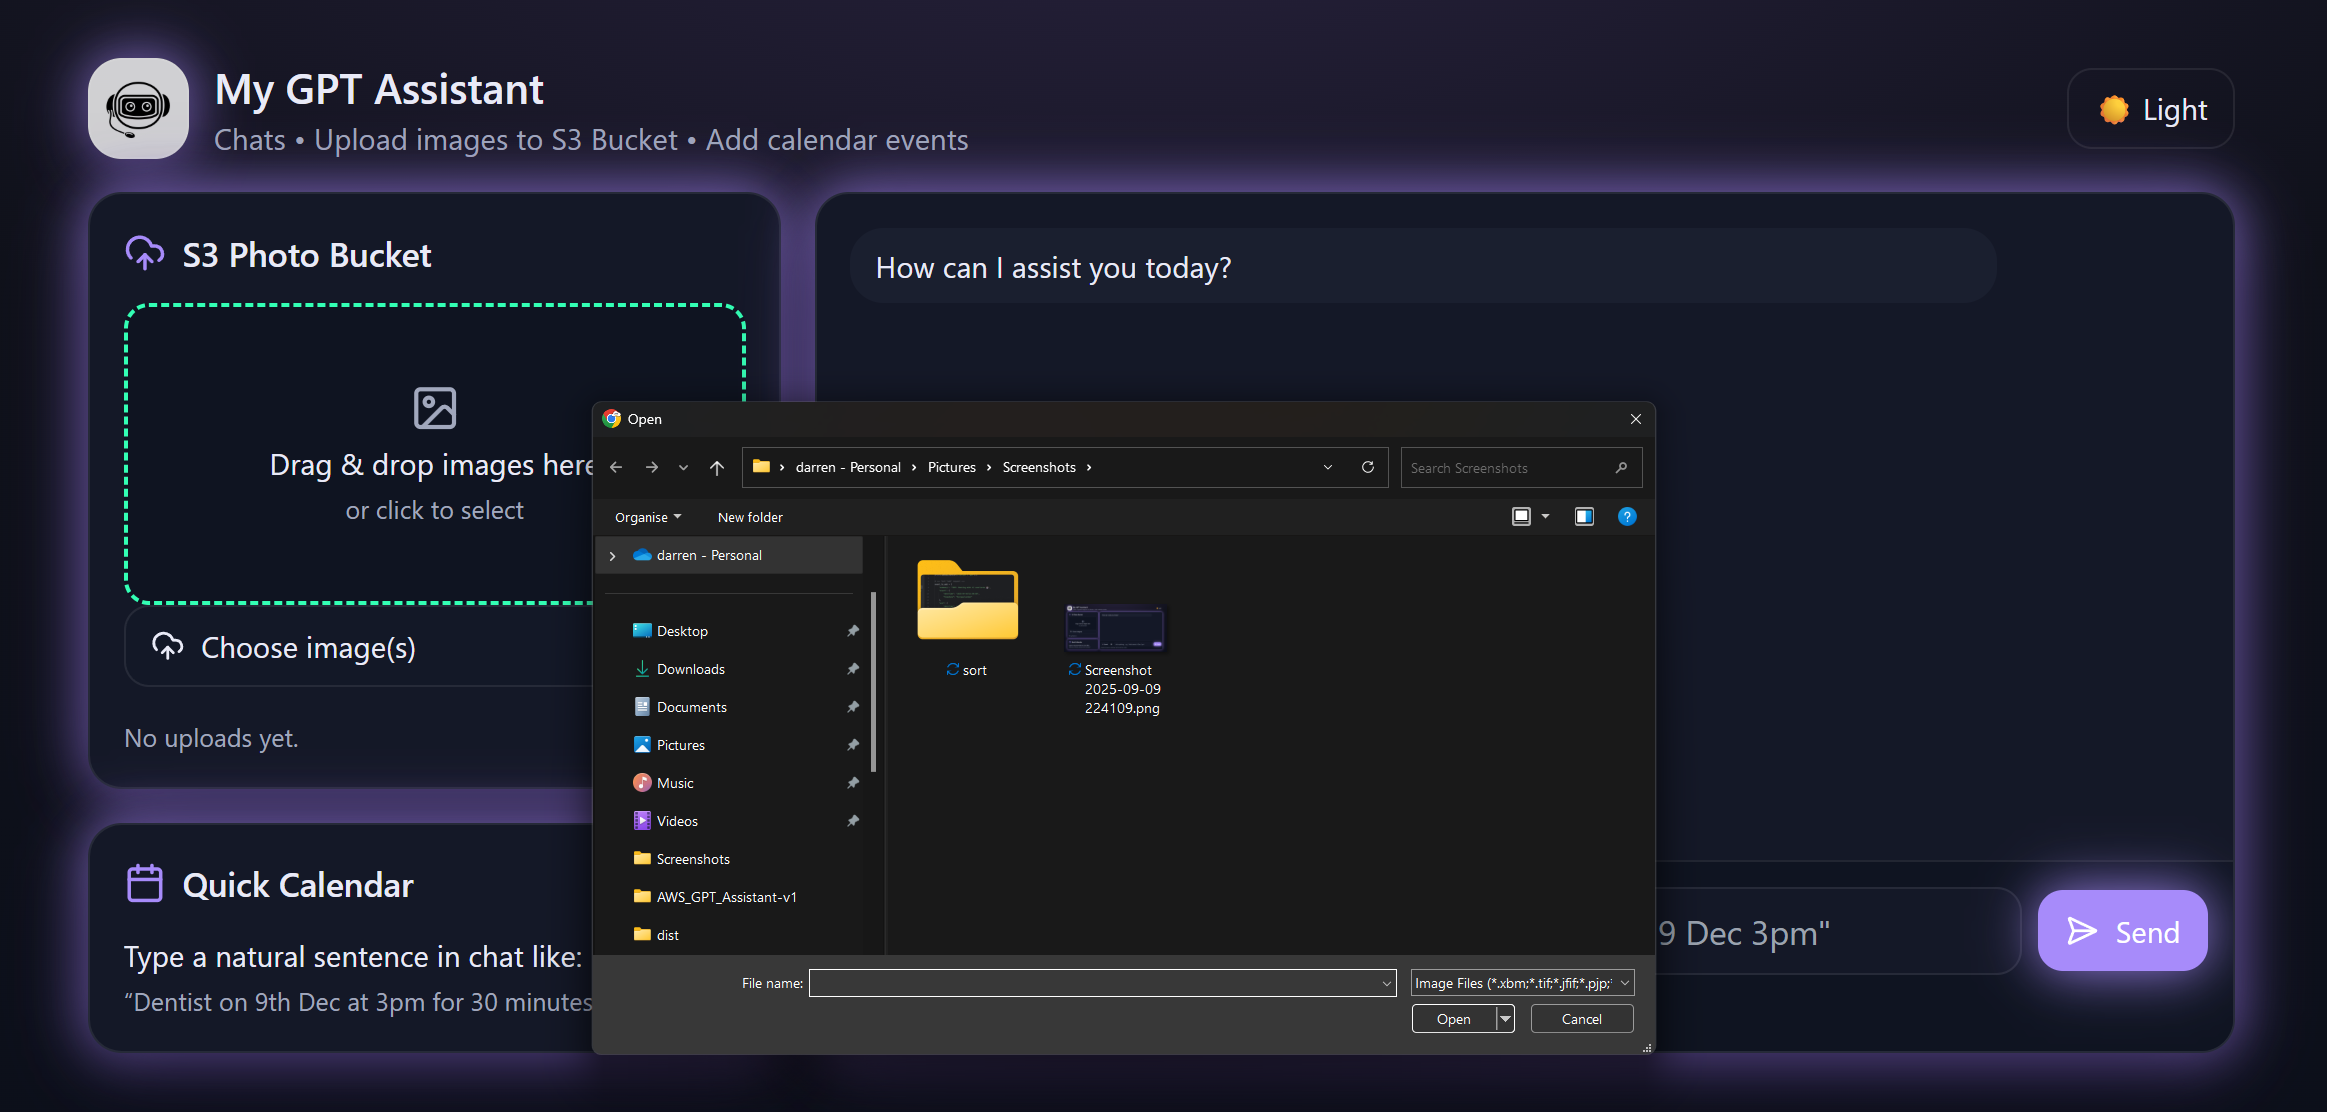 My GPT Assistant
Chats • Upload images to S3 Bucket • Add calendar events
Light
S3 Photo Bucket
Drag & drop images here
or click to select
Choose image(s)
No uploads yet.
Quick Calendar
Type a natural sentence in chat like:
“Dentist on 9th Dec at 3pm for 30 minutes
How can I assist you today?
9 Dec 3pm"
Send
Open
darren - Personal › Pictures › Screenshots ›
Search Screenshots
Organise
New folder
darren - Personal
Desktop
Downloads
Documents
Pictures
Music
Videos
Screenshots
AWS_GPT_Assistant-v1
dist
sort
Screenshot
2025-09-09
224109.png
File name:
Image Files (*.xbm;*.tif;*.jfif;*.pjp;
Open
Cancel